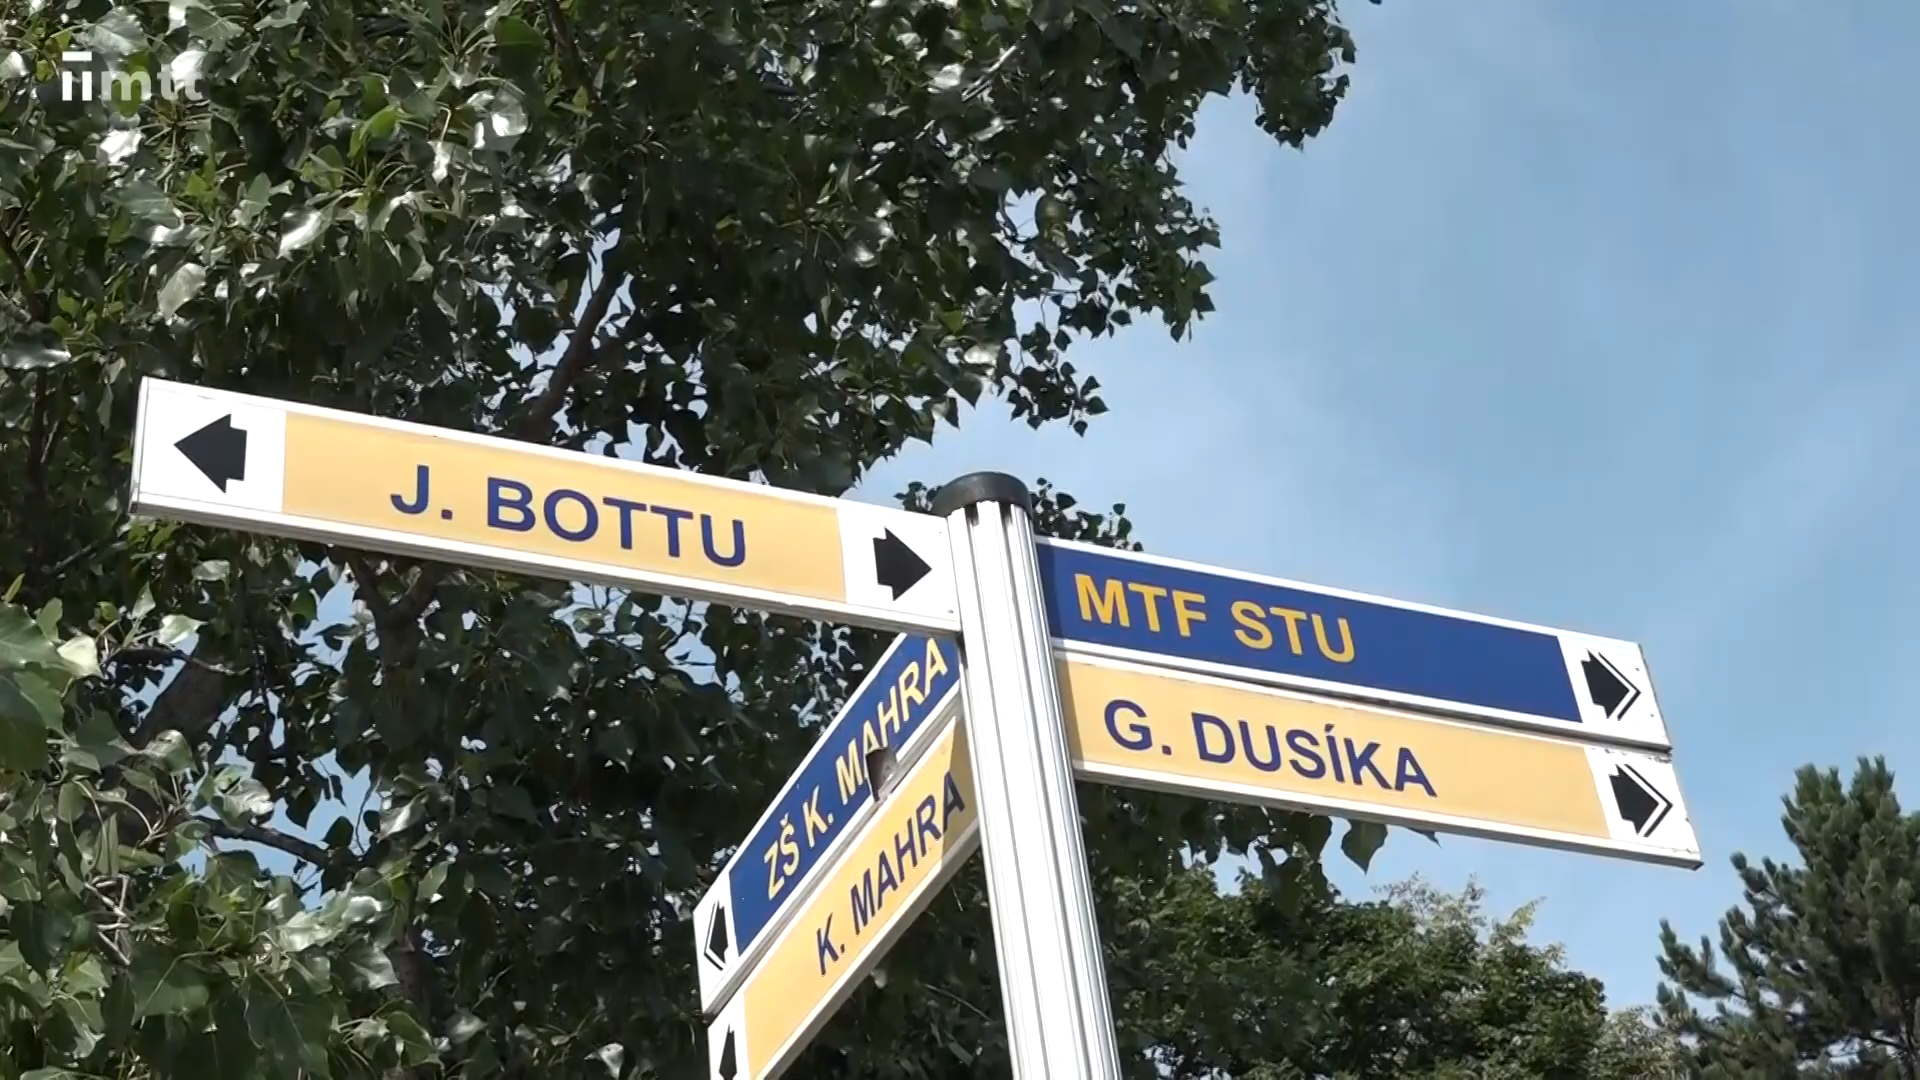 J. BOTTU
MTF STU
G. DUSÍKA
ZŠ K. MAHRA
K. MAHRA